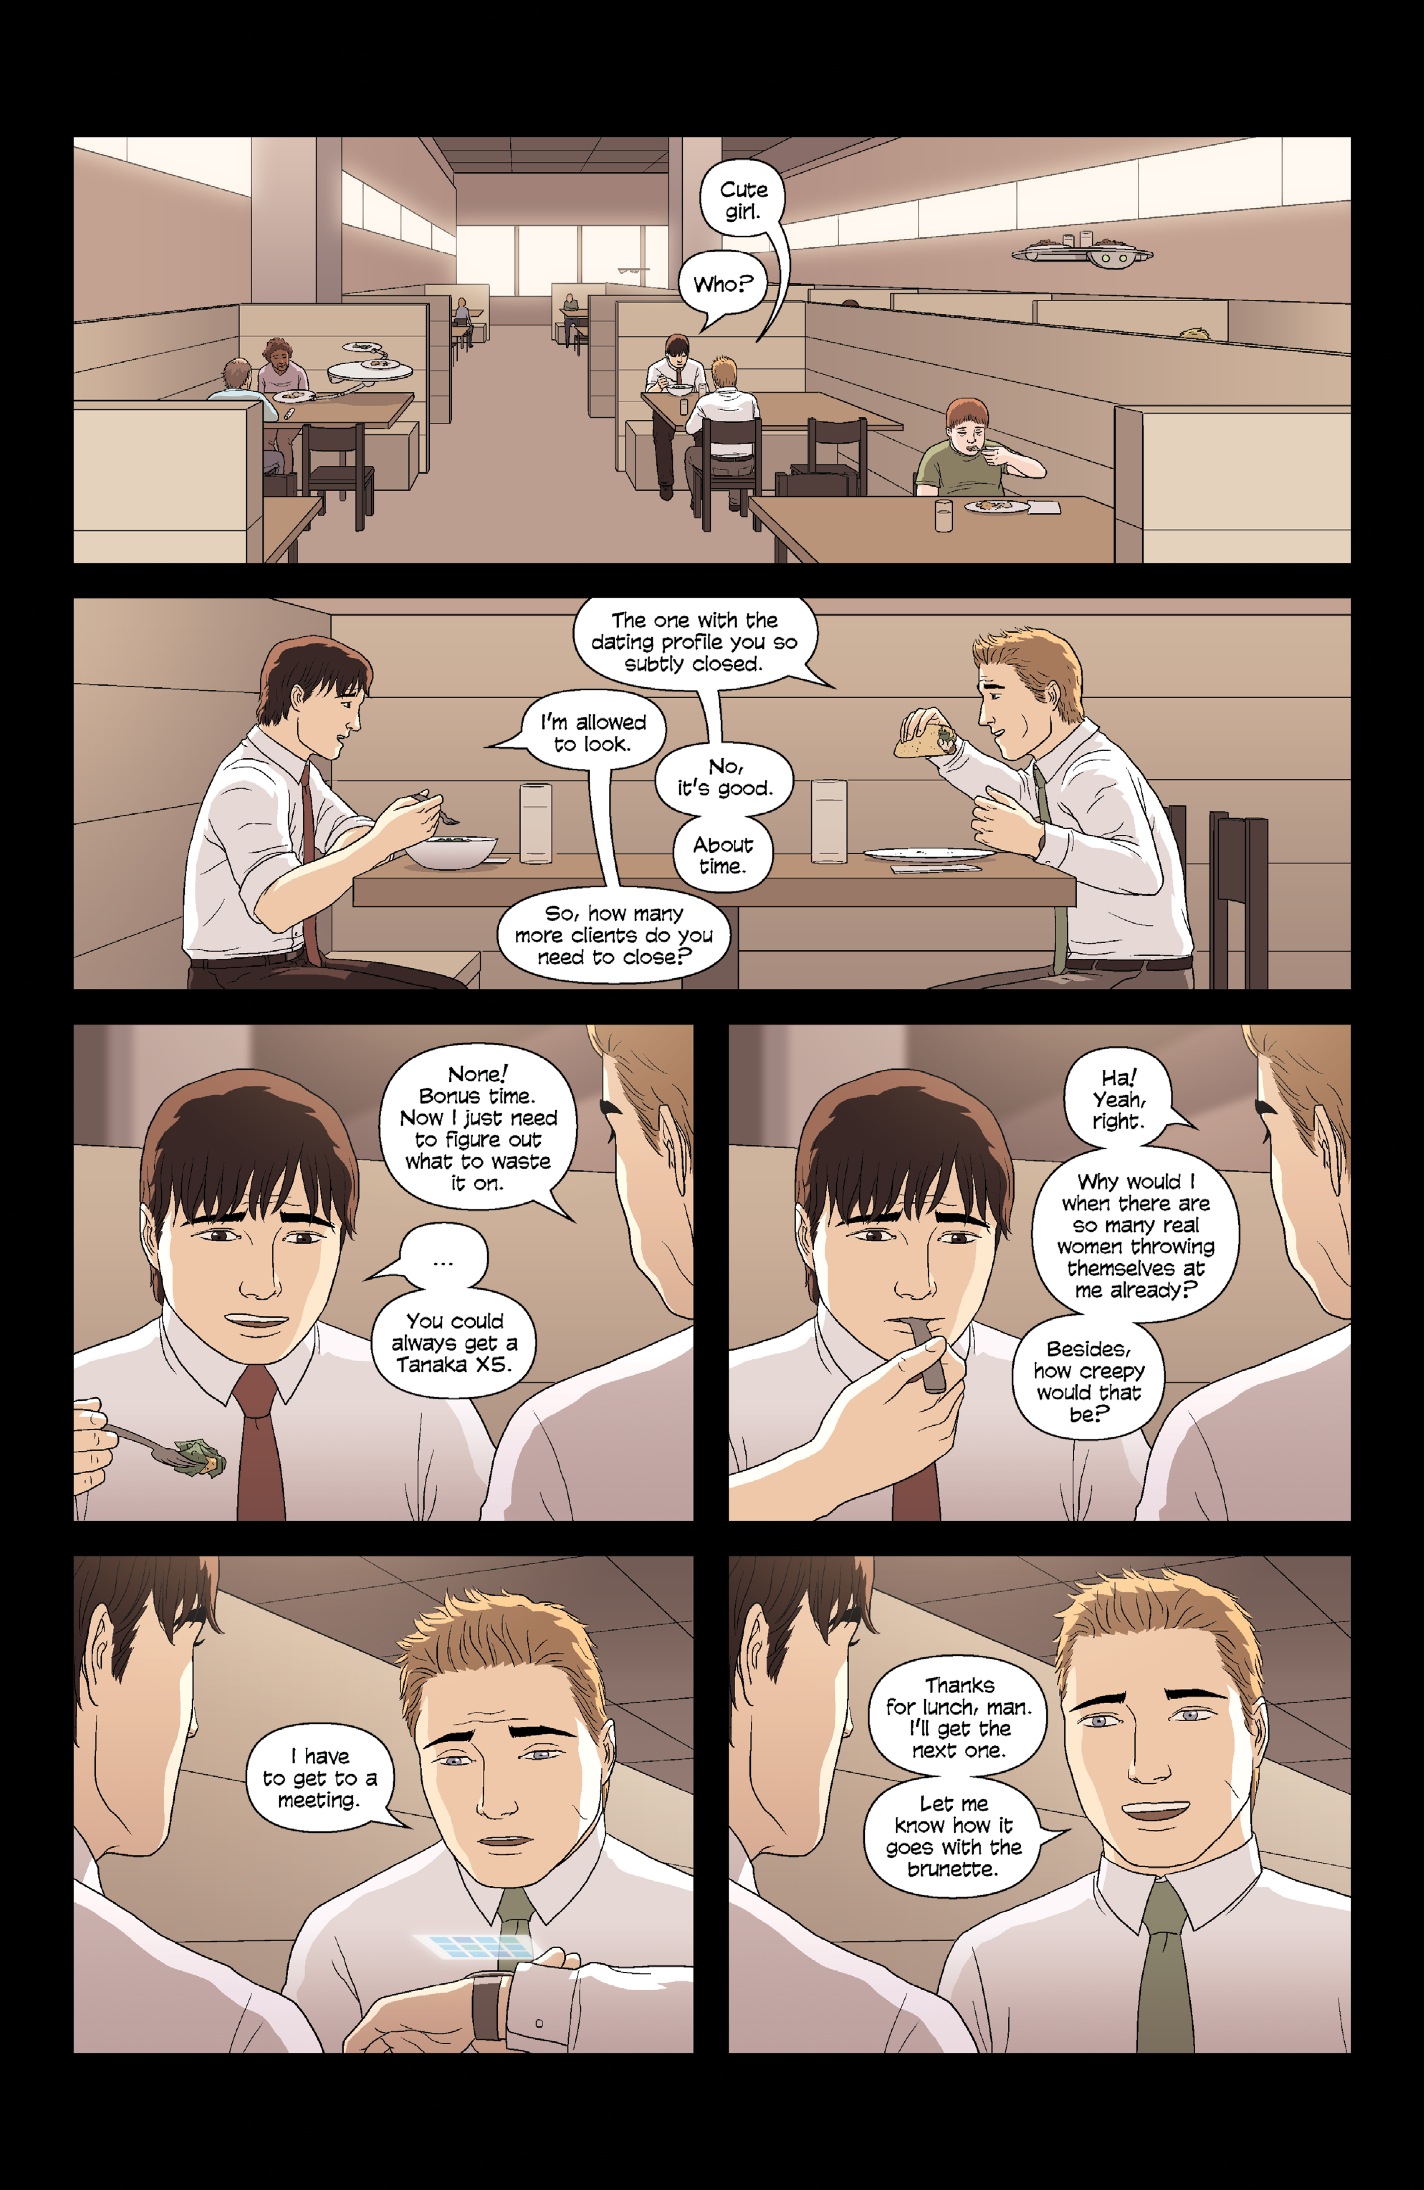 Cute
girl.
Who?
The one with the
dating profile you so
subtly closed.
I'm allowed
to look.
No,
it's good.
About
time.
So, how many
more clients do you
need to close?
None!
Bonus time.
Now I just need
to figure out
what to waste
it on.
...
You could
always get a
Tanaka X5.
Ha!
Yeah,
right.
Why would I
when there are
so many real
women throwing
themselves at
me already?
Besides,
how creepy
would that
be?
I have
to get to a
meeting.
Thanks
for lunch, man.
I'll get the
next one.
Let me
know how it
goes with the
brunette.